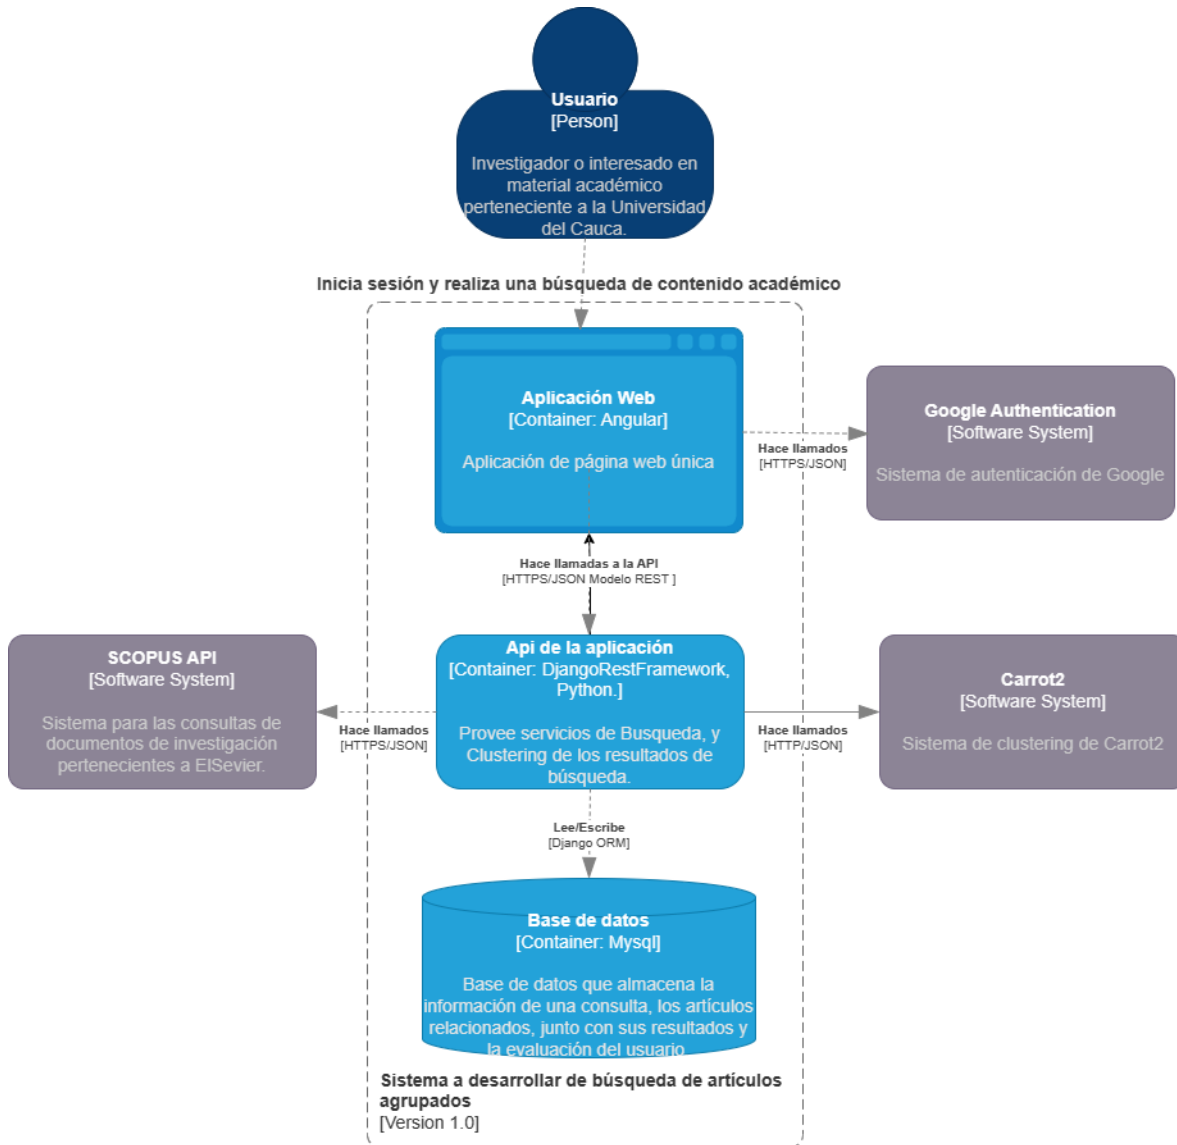 Usuario
[Person]
Investigador o interesado en
material académico
perteneciente a la Universidad
del Cauca.
Inicia sesión y realiza una búsqueda de contenido académico
Aplicación Web
[Container: Angular]
Aplicación de página web única
Hace llamados
[HTTPS/JSON]
Google Authentication
[Software System]
Sistema de autenticación de Google
Hace llamadas a la API
[HTTPS/JSON Modelo REST ]
SCOPUS API
[Software System]
Sistema para las consultas de
documentos de investigación
pertenecientes a ElSevier.
Hace llamados
[HTTPS/JSON]
Api de la aplicación
[Container: DjangoRestFramework,
Python.]
Provee servicios de Busqueda, y
Clustering de los resultados de
búsqueda.
Hace llamados
[HTTP/JSON]
Carrot2
[Software System]
Sistema de clustering de Carrot2
Lee/Escribe
[Django ORM]
Base de datos
[Container: Mysql]
Base de datos que almacena la
información de una consulta, los artículos
relacionados, junto con sus resultados y
la evaluación del usuario
Sistema a desarrollar de búsqueda de artículos
agrupados
[Version 1.0]